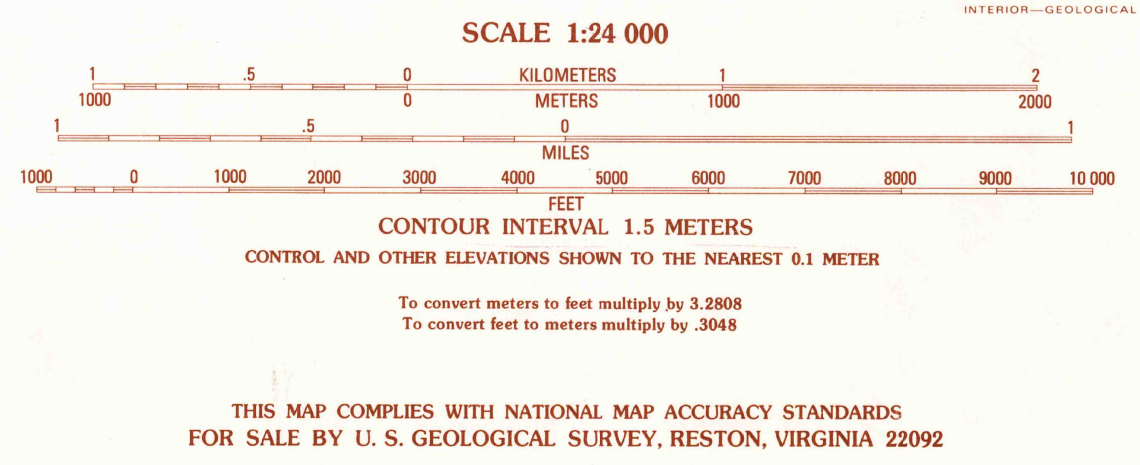 INTERIOR—GEOLOGICAL
SCALE 1:24 000
1 .5 0 KILOMETERS 1 2
1000 0 METERS 1000 2000
1 .5 0 1
MILES
1000 0 1000 2000 3000 4000 5000 6000 7000 8000 9000 10 000
FEET
CONTOUR INTERVAL 1.5 METERS
CONTROL AND OTHER ELEVATIONS SHOWN TO THE NEAREST 0.1 METER
To convert meters to feet multiply by 3.2808
To convert feet to meters multiply by .3048
THIS MAP COMPLIES WITH NATIONAL MAP ACCURACY STANDARDS
FOR SALE BY U. S. GEOLOGICAL SURVEY, RESTON, VIRGINIA 22092